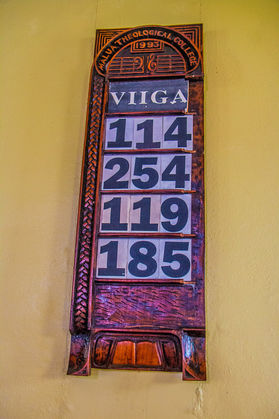 MALUA THEOLOGICAL COLLEGE
1993
VIIGA
114
254
119
185